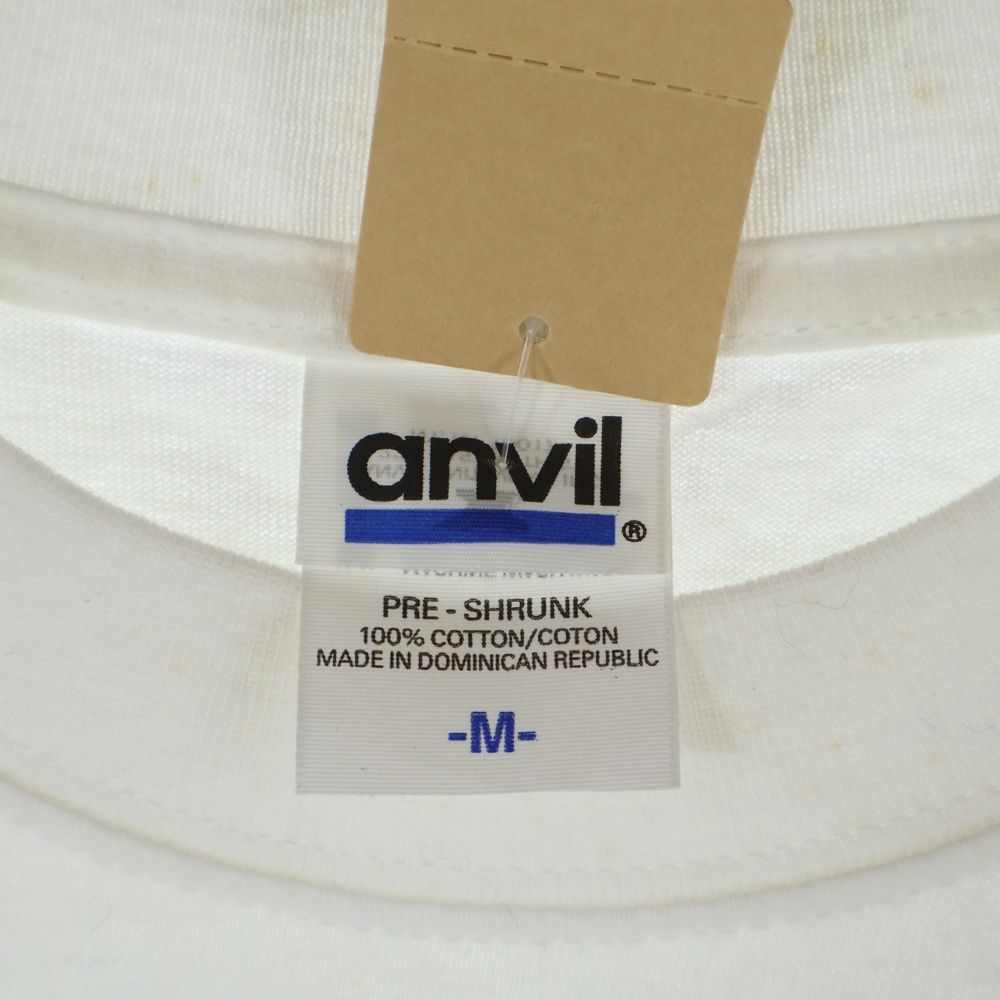 anvil
®
PRE - SHRUNK
100% COTTON/COTON
MADE IN DOMINICAN REPUBLIC
-M-